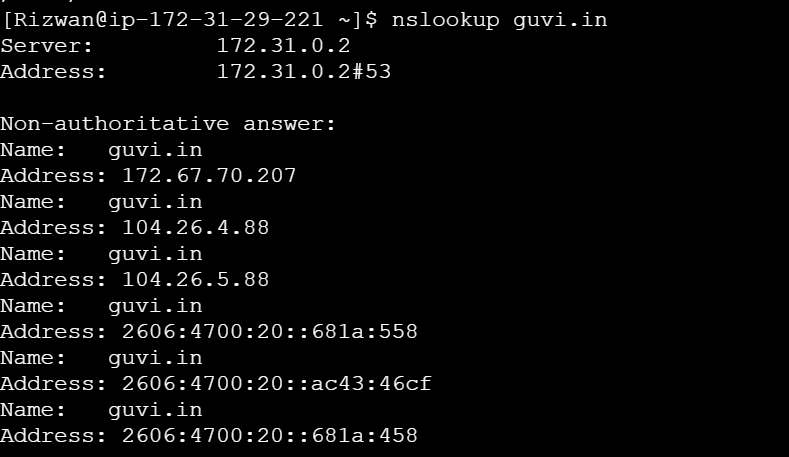 [Rizwan@ip-172-31-29-221 ~]$ nslookup guvi.in
Server:         172.31.0.2
Address:        172.31.0.2#53

Non-authoritative answer:
Name:   guvi.in
Address: 172.67.70.207
Name:   guvi.in
Address: 104.26.4.88
Name:   guvi.in
Address: 104.26.5.88
Name:   guvi.in
Address: 2606:4700:20::681a:558
Name:   guvi.in
Address: 2606:4700:20::ac43:46cf
Name:   guvi.in
Address: 2606:4700:20::681a:458